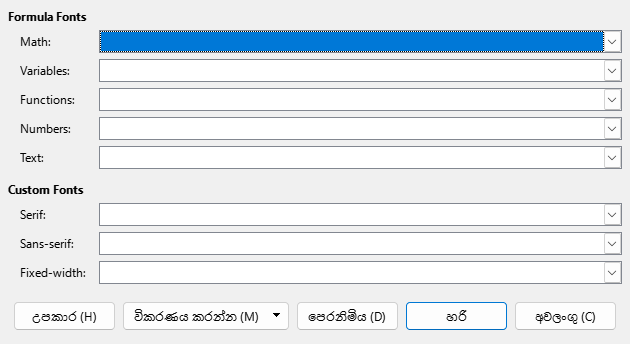 Formula Fonts
Math:
Variables:
Functions:
Numbers:
Text:
Custom Fonts
Serif:
Sans-serif:
Fixed-width:
උපකාර (H) විකරණය කරන්න (M) පෙරනිමිය (D) හරි අවලංගු (C)